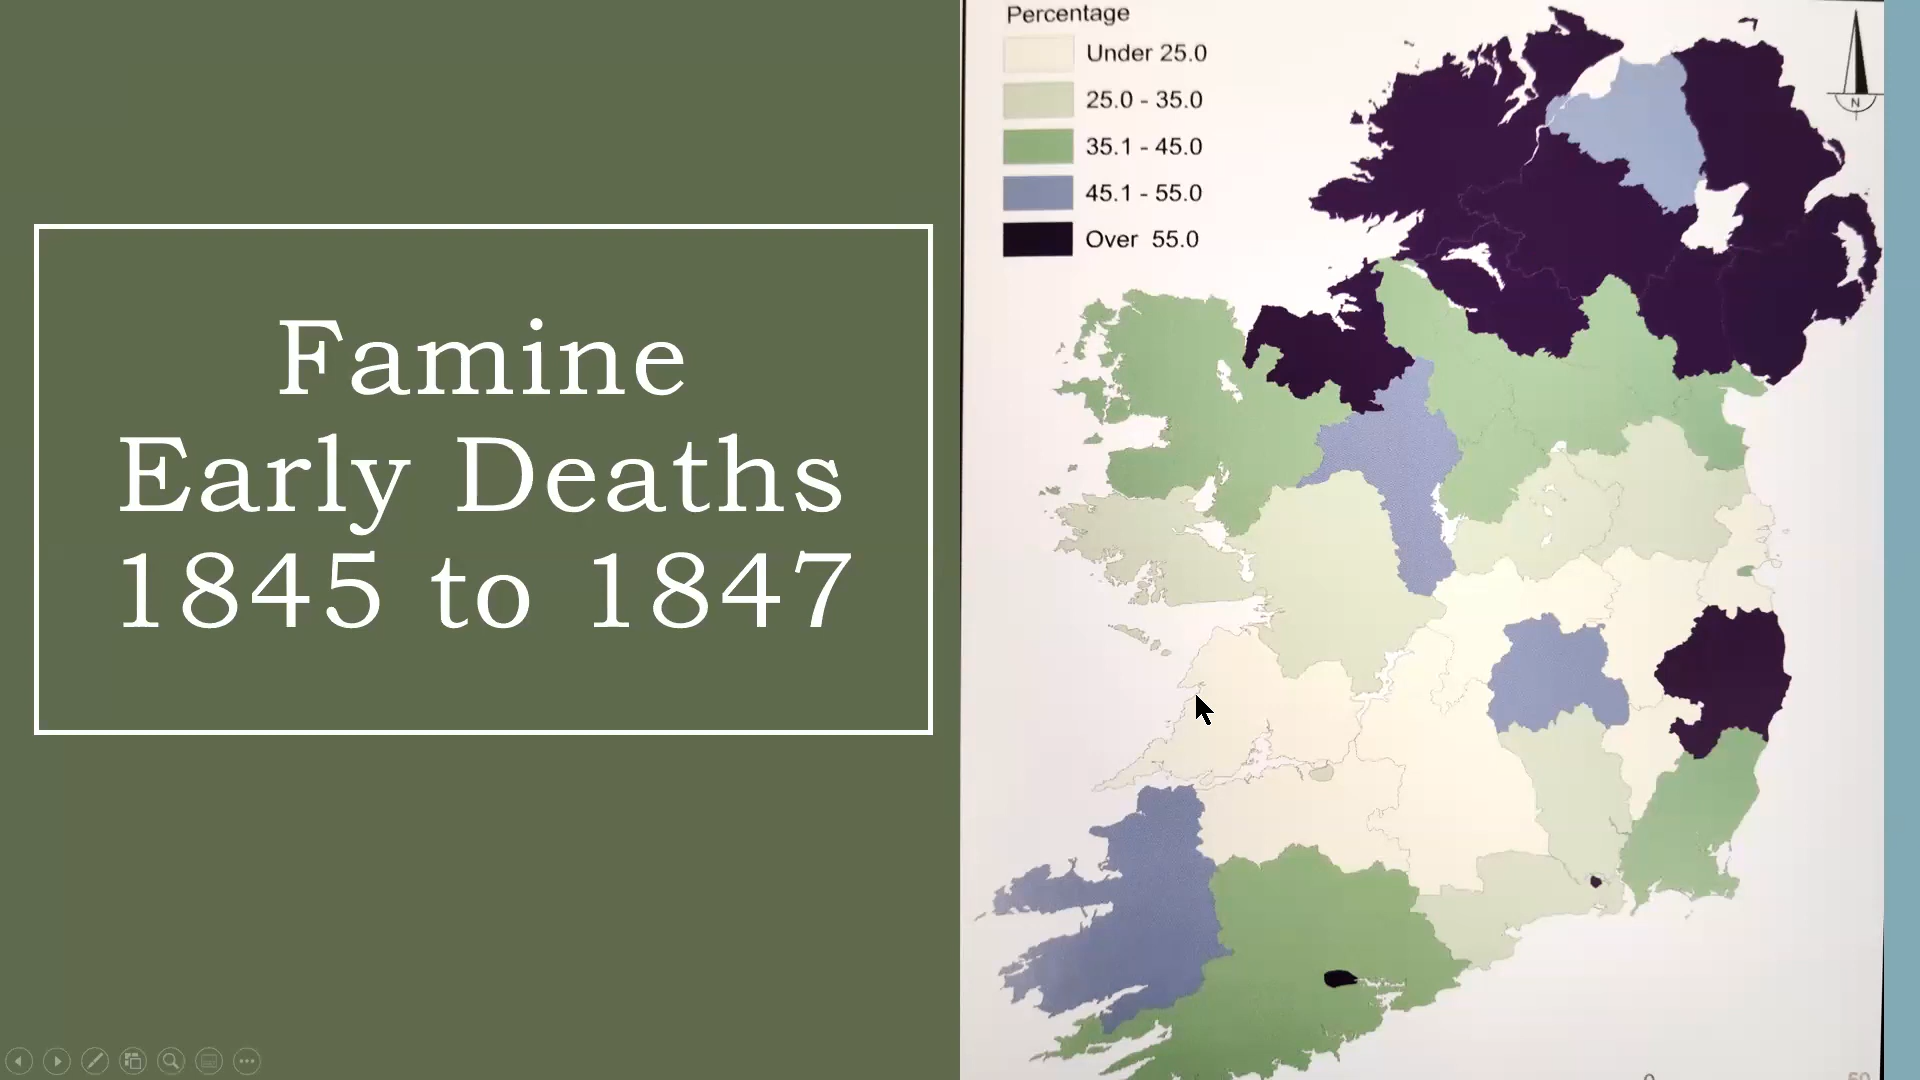 Famine
Early Deaths
1845 to 1847
Percentage
Under 25.0
25.0 - 35.0
35.1 - 45.0
45.1 - 55.0
Over 55.0
N